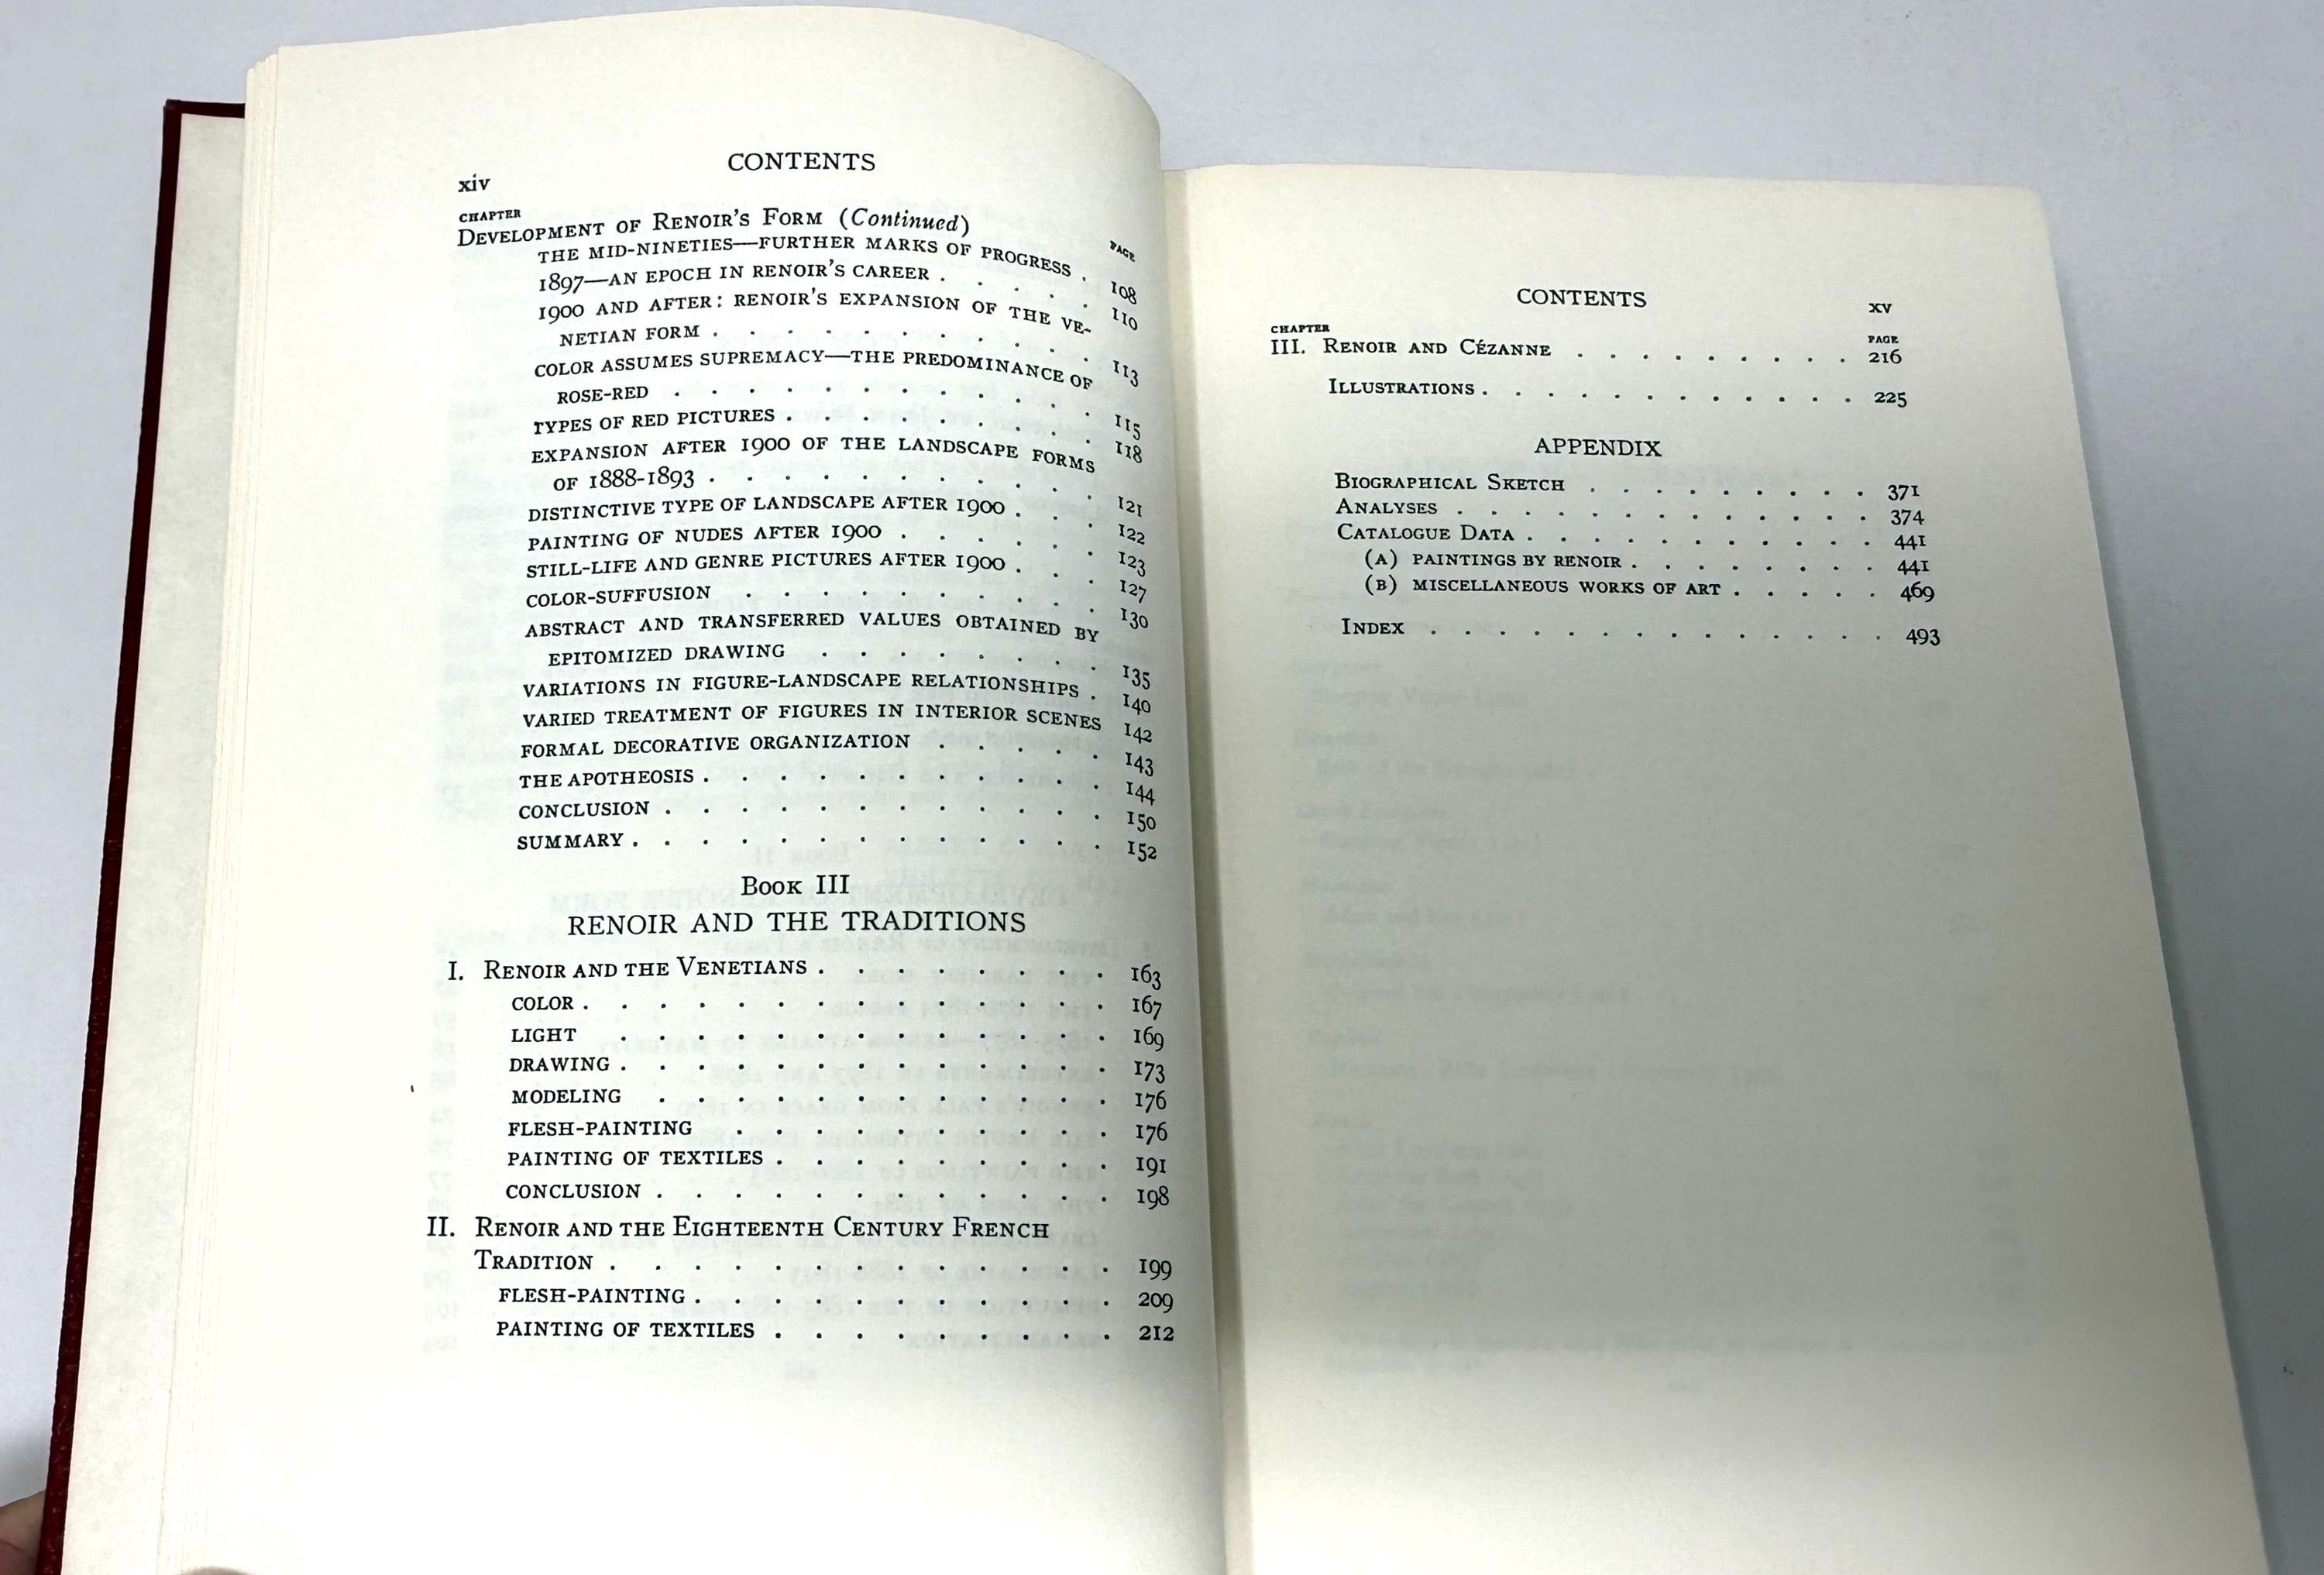 xiv
CONTENTS
CHAPTER
PAGE
Development of Renoir's Form (Continued)
THE MID-NINETIES—FURTHER MARKS OF PROGRESS . 108
1897—AN EPOCH IN RENOIR'S CAREER . . . . . 110
1900 AND AFTER: RENOIR'S EXPANSION OF THE VE-
NETIAN FORM . . . . . . . . . . . 113
COLOR ASSUMES SUPREMACY—THE PREDOMINANCE OF
ROSE-RED . . . . . . . . . . . 115
TYPES OF RED PICTURES . . . . . . . . . 118
EXPANSION AFTER 1900 OF THE LANDSCAPE FORMS
OF 1888-1893 . . . . . . . . . . . 121
DISTINCTIVE TYPE OF LANDSCAPE AFTER 1900 . . . 122
PAINTING OF NUDES AFTER 1900 . . . . . . 123
STILL-LIFE AND GENRE PICTURES AFTER 1900 . . . 127
COLOR-SUFFUSION . . . . . . . . . . 130
ABSTRACT AND TRANSFERRED VALUES OBTAINED BY
EPITOMIZED DRAWING . . . . . . . . 135
VARIATIONS IN FIGURE-LANDSCAPE RELATIONSHIPS . 140
VARIED TREATMENT OF FIGURES IN INTERIOR SCENES 142
FORMAL DECORATIVE ORGANIZATION . . . . . 143
THE APOTHEOSIS . . . . . . . . . . . 144
CONCLUSION . . . . . . . . . . . . 150
SUMMARY . . . . . . . . . . . . . 152
Book III
RENOIR AND THE TRADITIONS
I. Renoir and the Venetians . . . . . . . . 163
COLOR . . . . . . . . . . . . . . 167
LIGHT . . . . . . . . . . . . . 169
DRAWING . . . . . . . . . . . . . 173
MODELING . . . . . . . . . . . . 176
FLESH-PAINTING . . . . . . . . . . 176
PAINTING OF TEXTILES . . . . . . . . . 191
CONCLUSION . . . . . . . . . . . . 198
II. Renoir and the Eighteenth Century French
Tradition . . . . . . . . . . . . . 199
FLESH-PAINTING . . . . . . . . . . . 209
PAINTING OF TEXTILES . . . . . . . . . 212
CONTENTS
xv
CHAPTER
PAGE
III. Renoir and Cézanne . . . . . . . . . 216
Illustrations . . . . . . . . . . . . 225
APPENDIX
Biographical Sketch . . . . . . . . . 371
Analyses . . . . . . . . . . . . . 374
Catalogue Data . . . . . . . . . . . 441
(A) PAINTINGS BY RENOIR . . . . . . . . 441
(B) MISCELLANEOUS WORKS OF ART . . . . . 469
Index . . . . . . . . . . . . . . 493